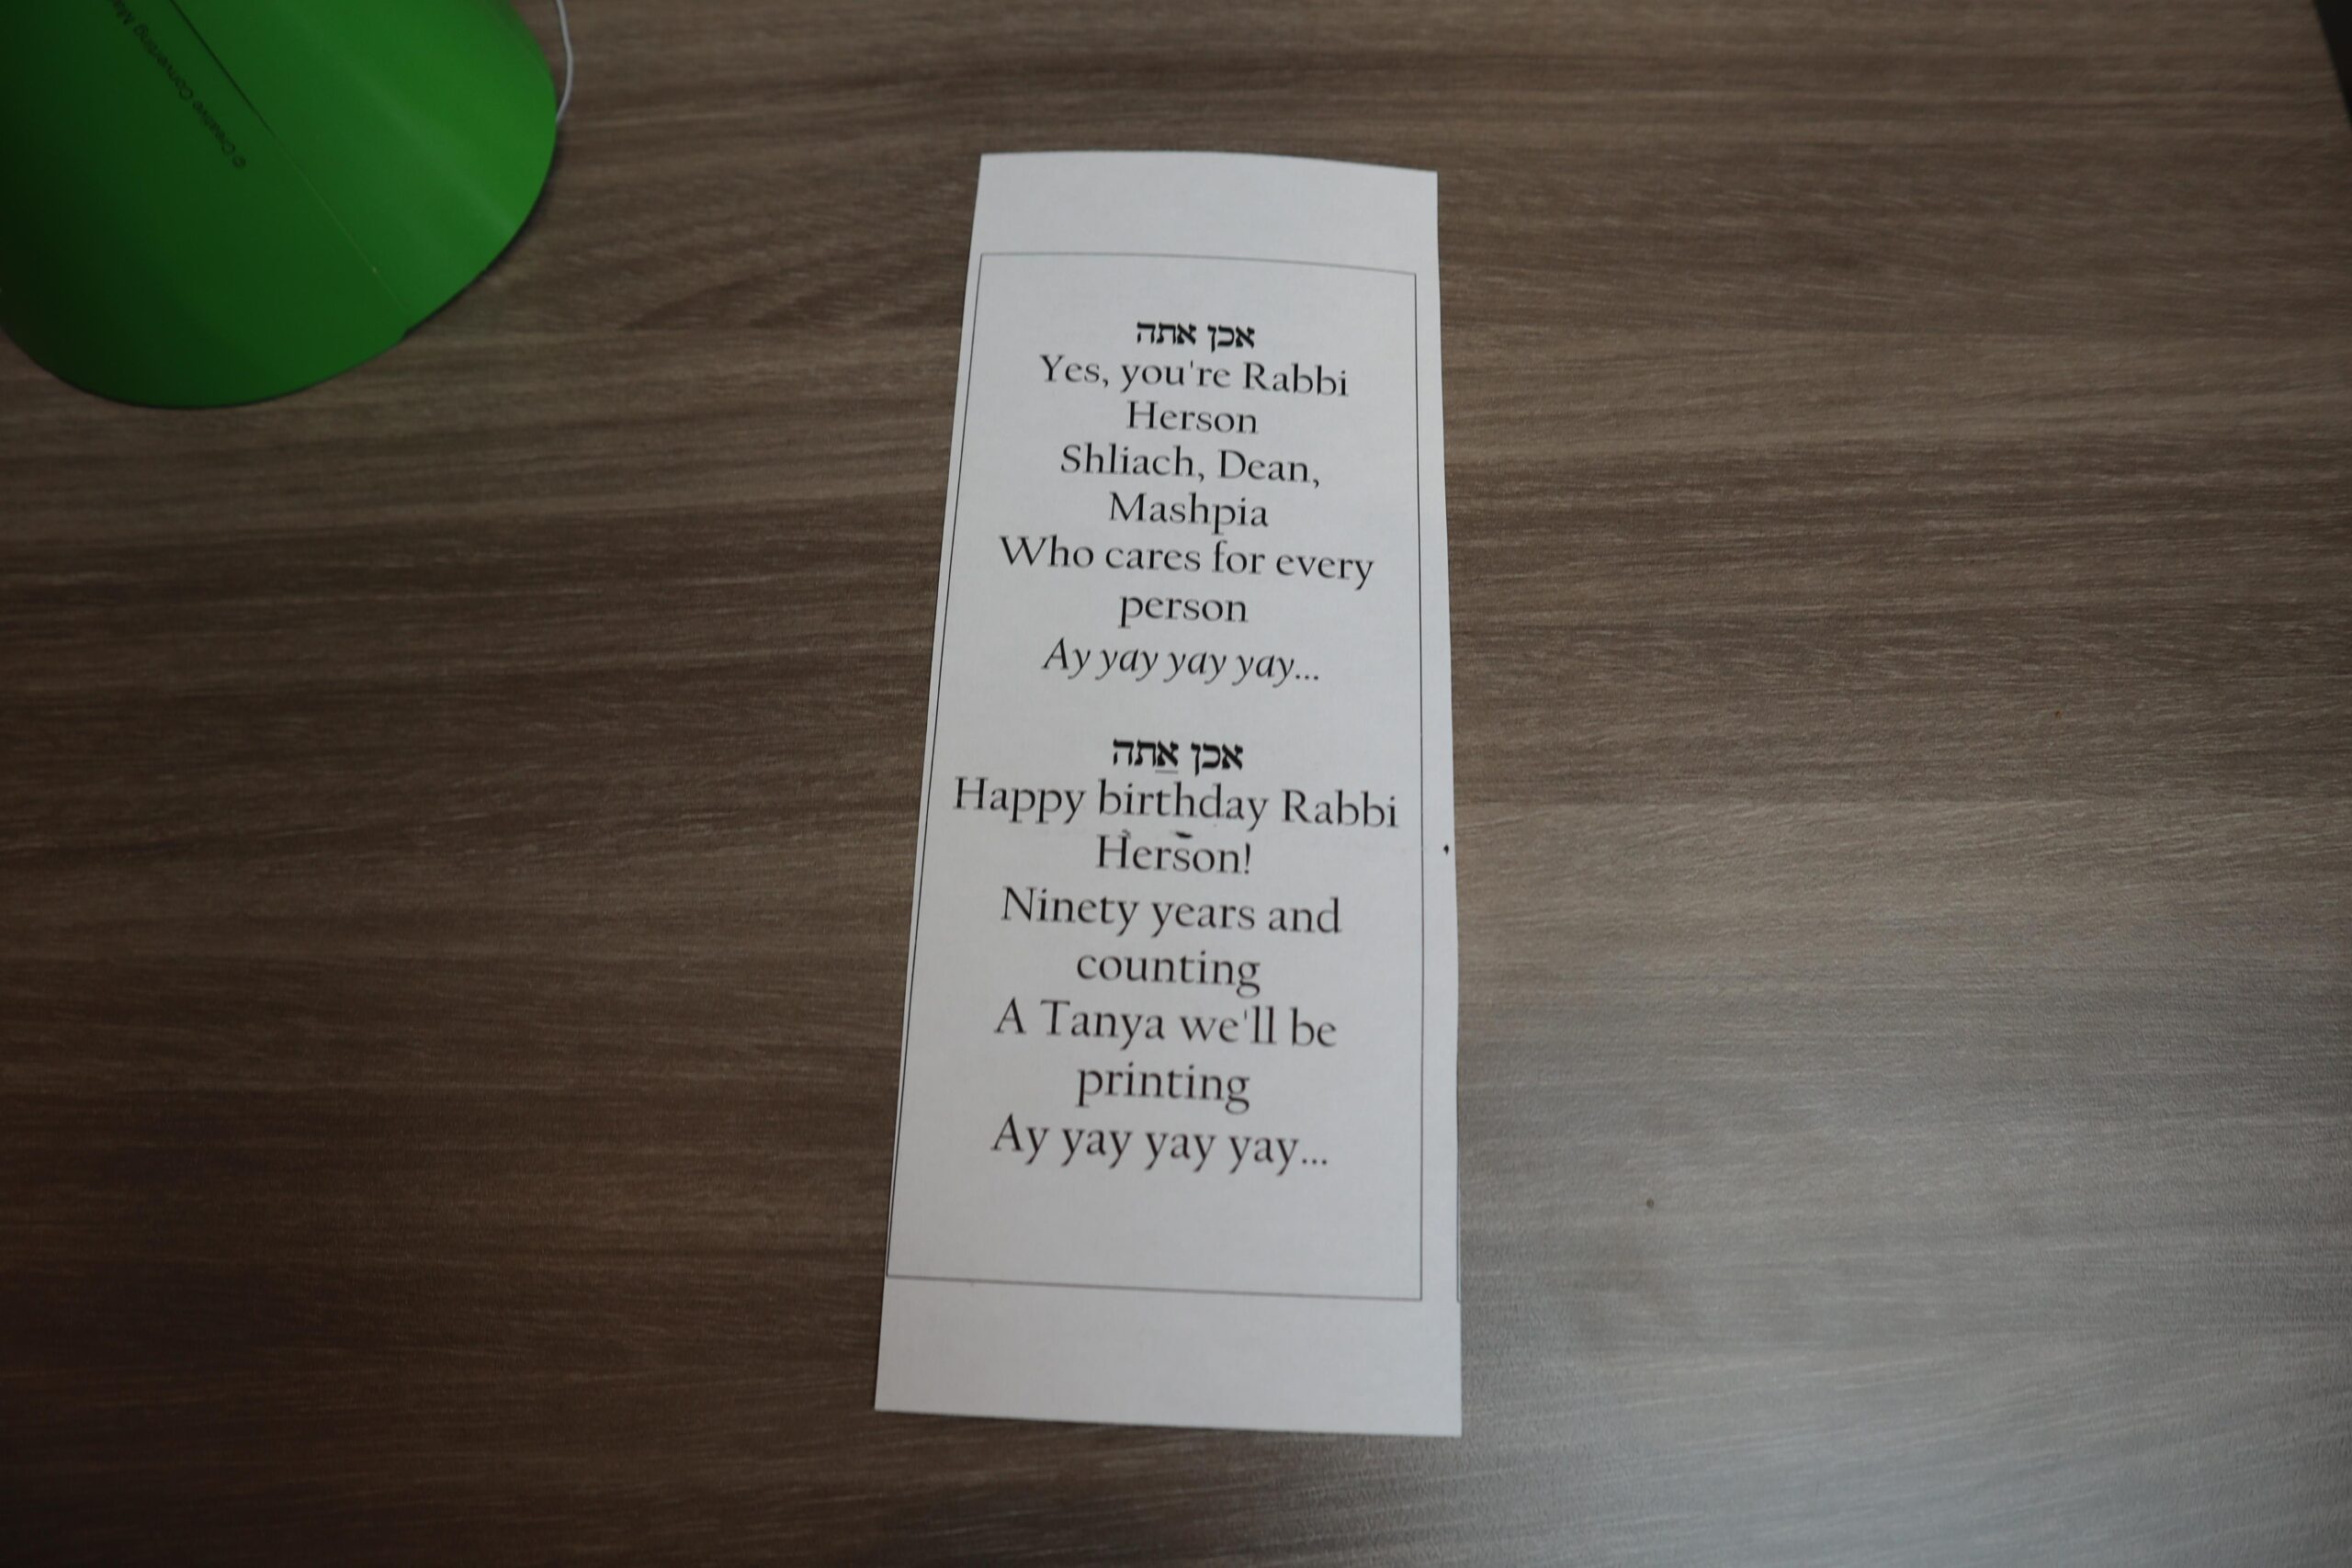 © Creative Converting
אכן אתה
Yes, you're Rabbi
Herson
Shliach, Dean,
Mashpia
Who cares for every
person
Ay yay yay yay...
אכן אתה
Happy birthday Rabbi
Herson!
Ninety years and
counting
A Tanya we'll be
printing
Ay yay yay yay...